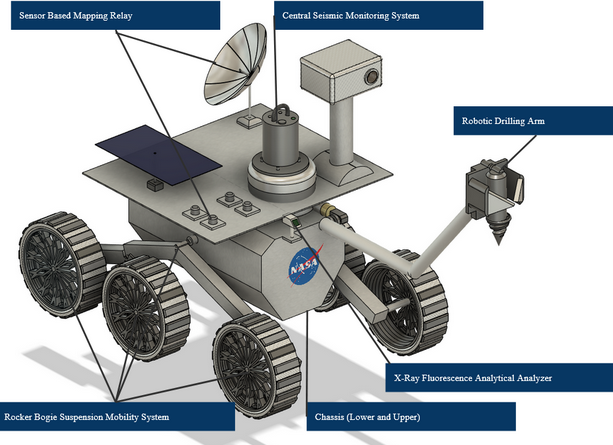 Sensor Based Mapping Relay
Central Seismic Monitoring System
Robotic Drilling Arm
NASA
X-Ray Fluorescence Analytical Analyzer
Rocker Bogie Suspension Mobility System
Chassis (Lower and Upper)